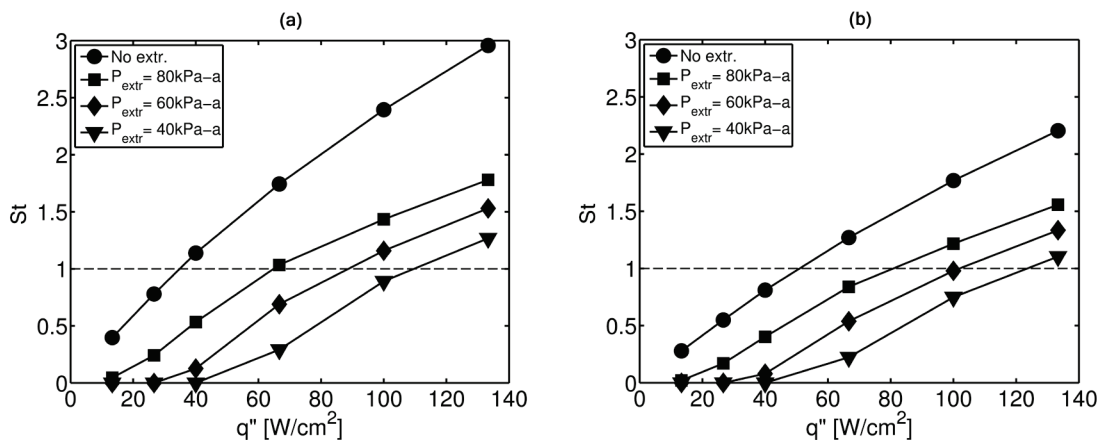 (a)
3
2.5
2
1.5
1
0.5
0
St
No extr.
P_extr = 80kPa-a
P_extr = 60kPa-a
P_extr = 40kPa-a
0 20 40 60 80 100 120 140
q" [W/cm²]
(b)
3
2.5
2
1.5
1
0.5
0
St
No extr.
P_extr = 80kPa-a
P_extr = 60kPa-a
P_extr = 40kPa-a
0 20 40 60 80 100 120 140
q" [W/cm²]